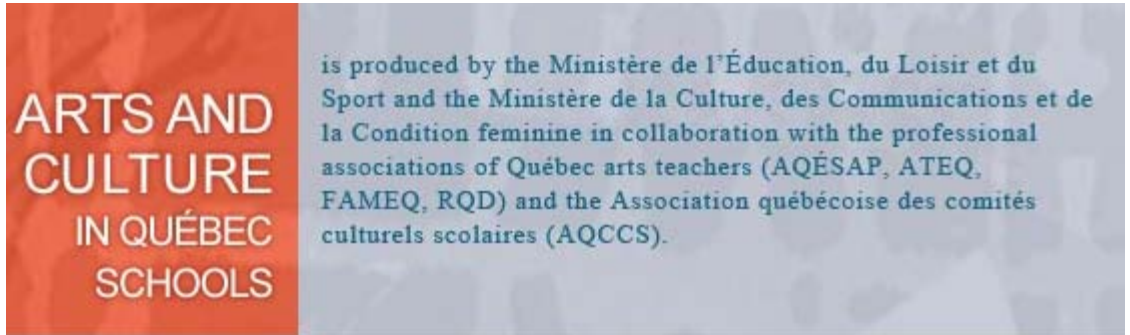 ARTS AND
CULTURE
IN QUÉBEC
SCHOOLS
is produced by the Ministère de l'Éducation, du Loisir et du
Sport and the Ministère de la Culture, des Communications et de
la Condition feminine in collaboration with the professional
associations of Québec arts teachers (AQÉSAP, ATEQ,
FAMEQ, RQD) and the Association québécoise des comités
culturels scolaires (AQCCS).